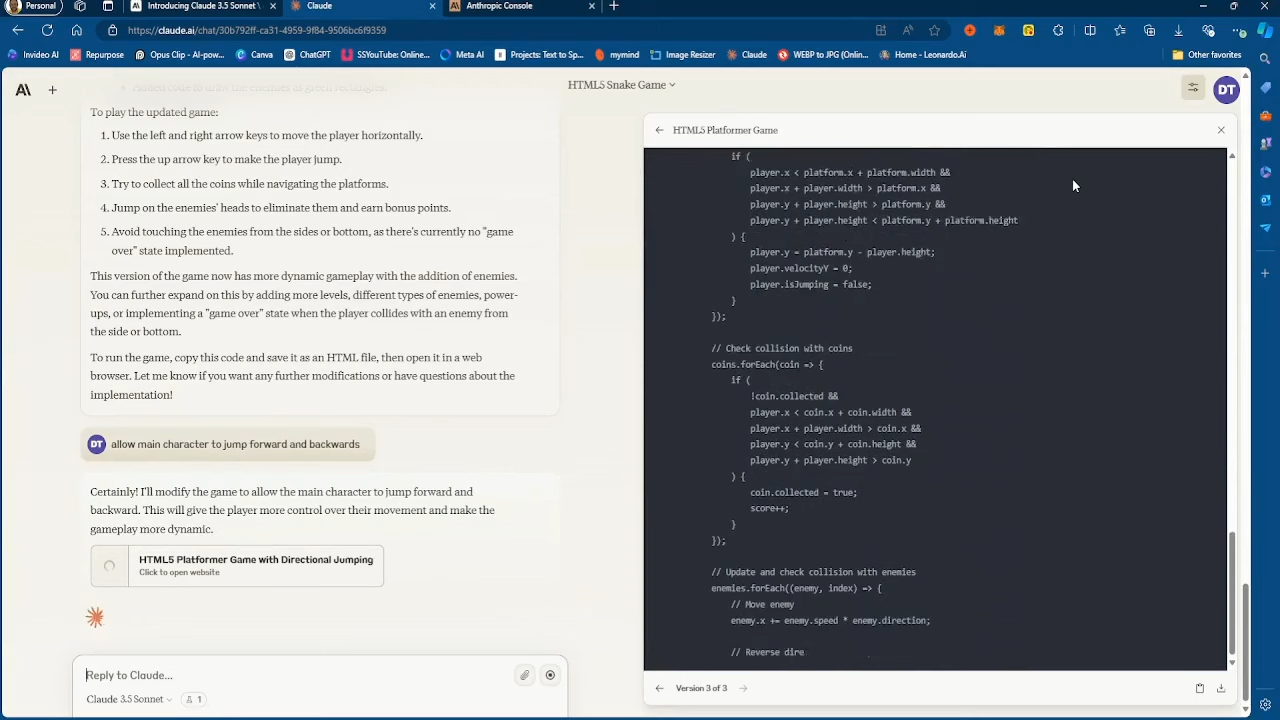 Personal
Introducing Claude 3.5 Sonnet \
Claude
Anthropic Console
https://claude.ai/chat/30b792ff-ca31-4959-9f84-9506bc6f9359
Invideo AI
Repurpose
Opus Clip - AI-pow...
Canva
ChatGPT
SSYouTube: Online...
Meta AI
Projects: Text to Sp...
mymind
Image Resizer
Claude
WEBP to JPG (Onlin...
Home - Leonardo.Ai
Other favorites
HTML5 Snake Game
DT
Added code to draw the enemies as green rectangles.
To play the updated game:
1. Use the left and right arrow keys to move the player horizontally.
2. Press the up arrow key to make the player jump.
3. Try to collect all the coins while navigating the platforms.
4. Jump on the enemies' heads to eliminate them and earn bonus points.
5. Avoid touching the enemies from the sides or bottom, as there's currently no "game
over" state implemented.
This version of the game now has more dynamic gameplay with the addition of enemies.
You can further expand on this by adding more levels, different types of enemies, power-
ups, or implementing a "game over" state when the player collides with an enemy from
the side or bottom.
To run the game, copy this code and save it as an HTML file, then open it in a web
browser. Let me know if you want any further modifications or have questions about the
implementation!
DT allow main character to jump forward and backwards
Certainly! I'll modify the game to allow the main character to jump forward and
backward. This will give the player more control over their movement and make the
gameplay more dynamic.
HTML5 Platformer Game with Directional Jumping
Click to open website
Reply to Claude...
Claude 3.5 Sonnet
1
HTML5 Platformer Game
if (
player.x < platform.x + platform.width &&
player.x + player.width > platform.x &&
player.y + player.height > platform.y &&
player.y + player.height < platform.y + platform.height
) {
player.y = platform.y - player.height;
player.velocityY = 0;
player.isJumping = false;
}
});
// Check collision with coins
coins.forEach(coin => {
if (
!coin.collected &&
player.x < coin.x + coin.width &&
player.x + player.width > coin.x &&
player.y < coin.y + coin.height &&
player.y + player.height > coin.y
) {
coin.collected = true;
score++;
}
});
// Update and check collision with enemies
enemies.forEach((enemy, index) => {
// Move enemy
enemy.x += enemy.speed * enemy.direction;
// Reverse dire
Version 3 of 3